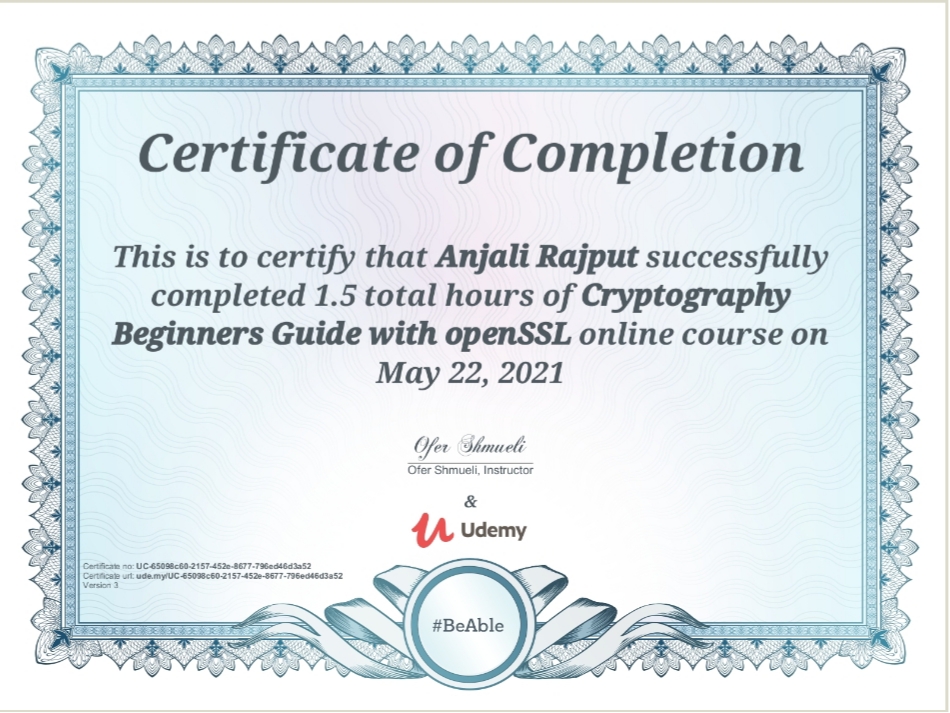 Certificate of Completion
This is to certify that Anjali Rajput successfully
completed 1.5 total hours of Cryptography
Beginners Guide with openSSL online course on
May 22, 2021
Ofer Shmueli
Ofer Shmueli, Instructor
&
Udemy
Certificate no: UC-65098c60-2157-452e-8677-796ed46d3a52
Certificate url: ude.my/UC-65098c60-2157-452e-8677-796ed46d3a52
Version 3
#BeAble